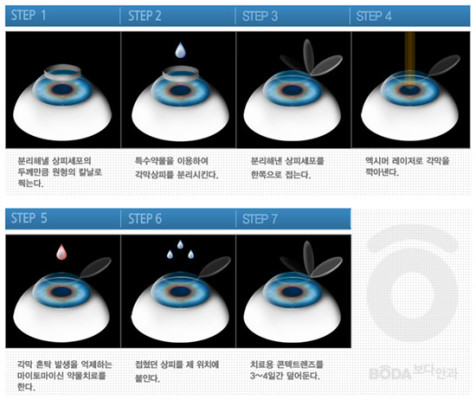 STEP 1
STEP 2
STEP 3
STEP 4
분리해낼 상피세포의
두께만큼 원형의 칼날로
찍는다.
특수약물을 이용하여
각막상피를 분리시킨다.
분리해낸 상피세포를
한쪽으로 접는다.
엑시머 레이저로 각막을
깍아낸다.
STEP 5
STEP 6
STEP 7
각막 혼탁 발생을 억제하는
마이토마이신 약물치료를
한다.
접혔던 상피를 제 위치에
붙인다.
치료용 콘텍트렌즈를
3~4일간 덮어둔다.
BODA 보다안과